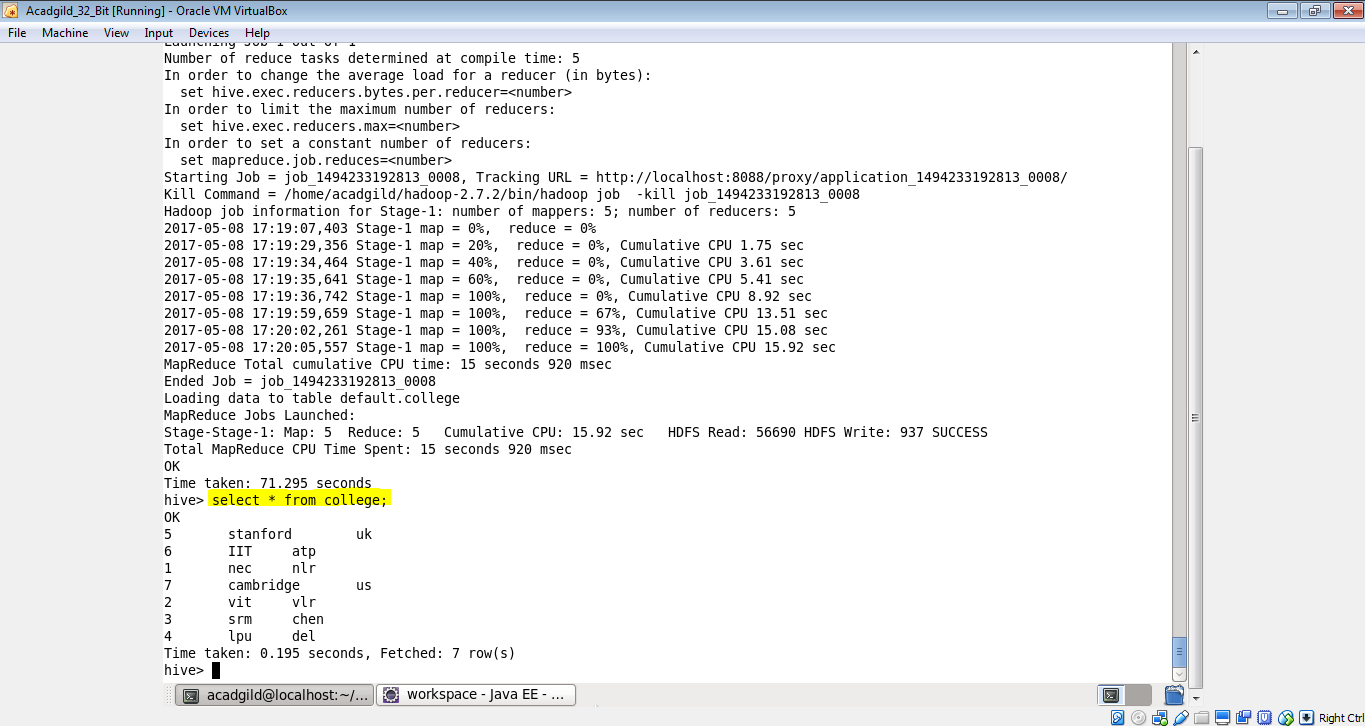 Acadgild_32_Bit [Running] - Oracle VM VirtualBox
File Machine View Input Devices Help
Launching Job 1 out of 1
Number of reduce tasks determined at compile time: 5
In order to change the average load for a reducer (in bytes):
  set hive.exec.reducers.bytes.per.reducer=<number>
In order to limit the maximum number of reducers:
  set hive.exec.reducers.max=<number>
In order to set a constant number of reducers:
  set mapreduce.job.reduces=<number>
Starting Job = job_1494233192813_0008, Tracking URL = http://localhost:8088/proxy/application_1494233192813_0008/
Kill Command = /home/acadgild/hadoop-2.7.2/bin/hadoop job  -kill job_1494233192813_0008
Hadoop job information for Stage-1: number of mappers: 5; number of reducers: 5
2017-05-08 17:19:07,403 Stage-1 map = 0%,  reduce = 0%
2017-05-08 17:19:29,356 Stage-1 map = 20%,  reduce = 0%, Cumulative CPU 1.75 sec
2017-05-08 17:19:34,464 Stage-1 map = 40%,  reduce = 0%, Cumulative CPU 3.61 sec
2017-05-08 17:19:35,641 Stage-1 map = 60%,  reduce = 0%, Cumulative CPU 5.41 sec
2017-05-08 17:19:36,742 Stage-1 map = 100%,  reduce = 0%, Cumulative CPU 8.92 sec
2017-05-08 17:19:59,659 Stage-1 map = 100%,  reduce = 67%, Cumulative CPU 13.51 sec
2017-05-08 17:20:02,261 Stage-1 map = 100%,  reduce = 93%, Cumulative CPU 15.08 sec
2017-05-08 17:20:05,557 Stage-1 map = 100%,  reduce = 100%, Cumulative CPU 15.92 sec
MapReduce Total cumulative CPU time: 15 seconds 920 msec
Ended Job = job_1494233192813_0008
Loading data to table default.college
MapReduce Jobs Launched:
Stage-Stage-1: Map: 5  Reduce: 5   Cumulative CPU: 15.92 sec   HDFS Read: 56690 HDFS Write: 937 SUCCESS
Total MapReduce CPU Time Spent: 15 seconds 920 msec
OK
Time taken: 71.295 seconds
hive> select * from college;
OK
5       stanford        uk
6       IIT     atp
1       nec     nlr
7       cambridge       us
2       vit     vlr
3       srm     chen
4       lpu     del
Time taken: 0.195 seconds, Fetched: 7 row(s)
hive>
acadgild@localhost:~/... workspace - Java EE - ...
Right Ctrl